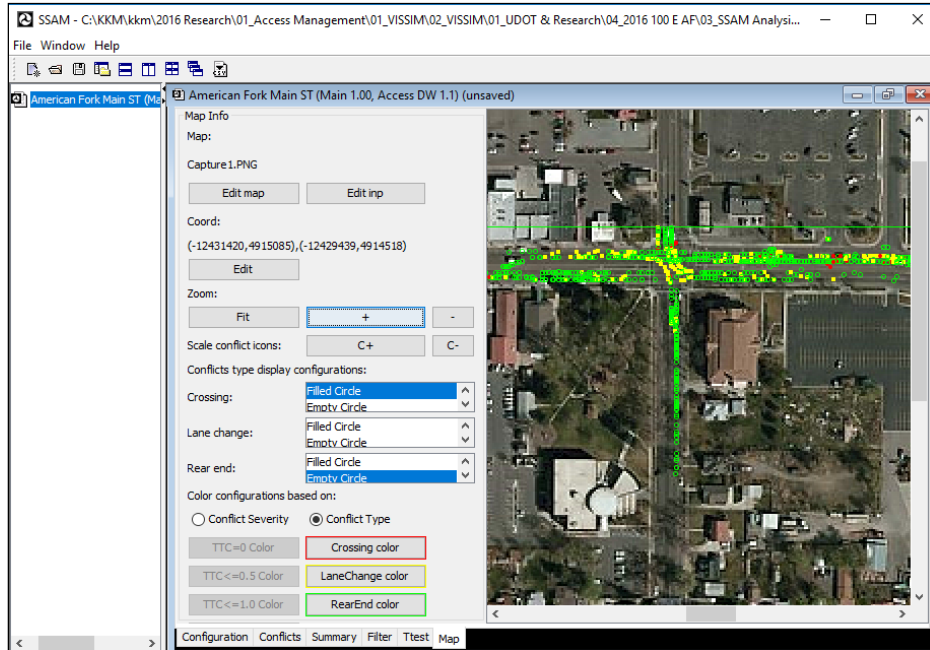 SSAM - C:\KKM\kkm\2016 Research\01_Access Management\01_VISSIM\02_VISSIM\01_UDOT & Research\04_2016 100 E AF\03_SSAM Analysi...
File Window Help
American Fork Main ST (Ma
American Fork Main ST (Main 1.00, Access DW 1.1) (unsaved)
Map Info
Map:
Capture1.PNG
Edit map Edit inp
Coord:
(-12431420,4915085),(-12429439,4914518)
Edit
Zoom:
Fit + -
Scale conflict icons: C+ C-
Conflicts type display configurations:
Crossing: Filled Circle
Empty Circle
Lane change: Filled Circle
Empty Circle
Rear end: Filled Circle
Empty Circle
Color configurations based on:
Conflict Severity Conflict Type
TTC=0 Color Crossing color
TTC<=0.5 Color LaneChange color
TTC<=1.0 Color RearEnd color
Configuration Conflicts Summary Filter Ttest Map